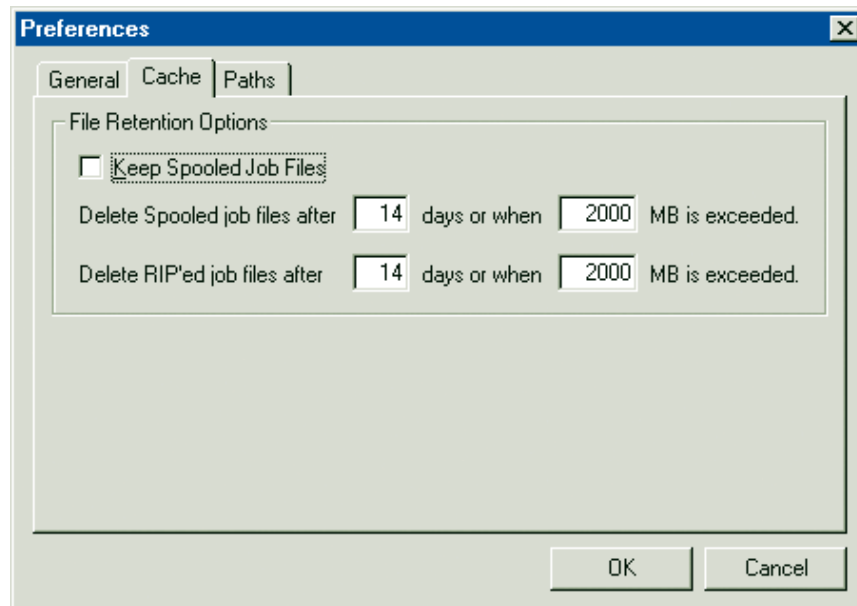 Preferences
General Cache Paths
File Retention Options
Keep Spooled Job Files
Delete Spooled job files after 14 days or when 2000 MB is exceeded.
Delete RIP'ed job files after 14 days or when 2000 MB is exceeded.
OK Cancel